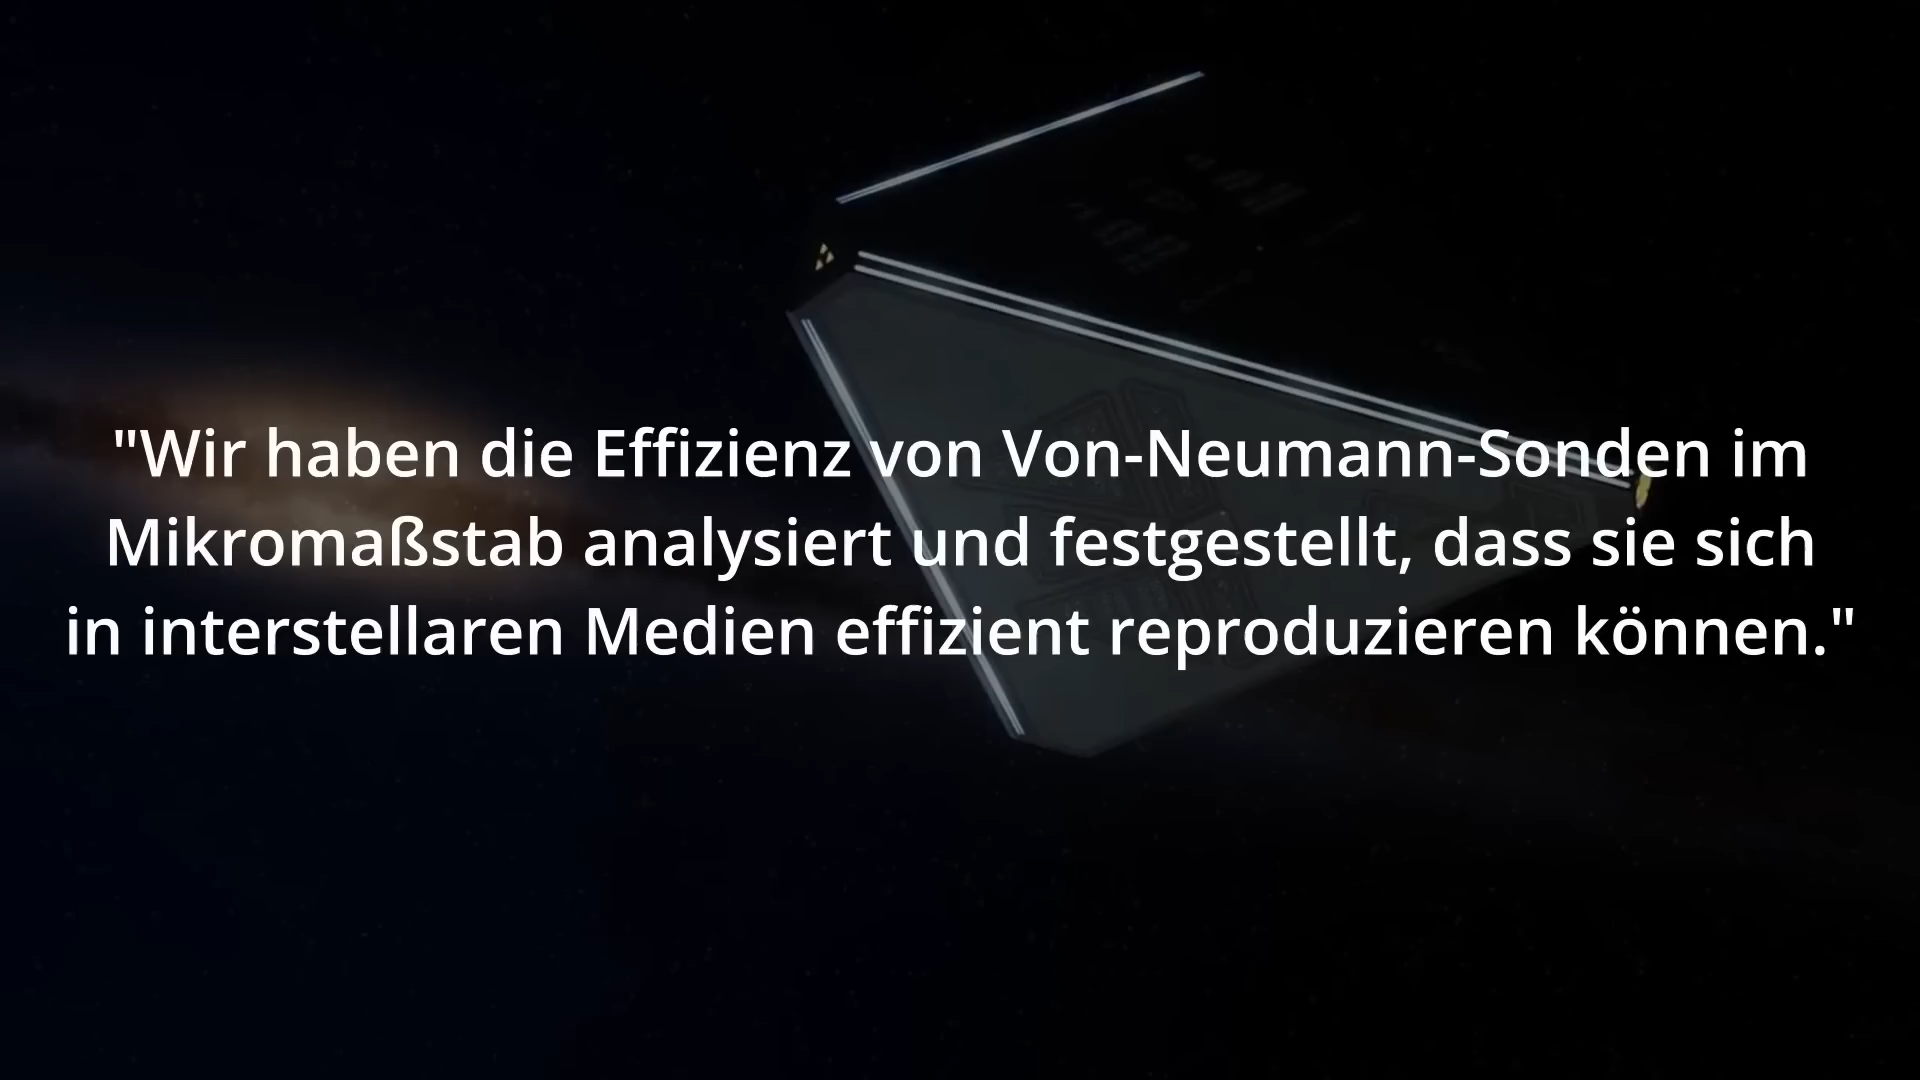 "Wir haben die Effizienz von Von-Neumann-Sonden im
Mikromaßstab analysiert und festgestellt, dass sie sich
in interstellaren Medien effizient reproduzieren können."